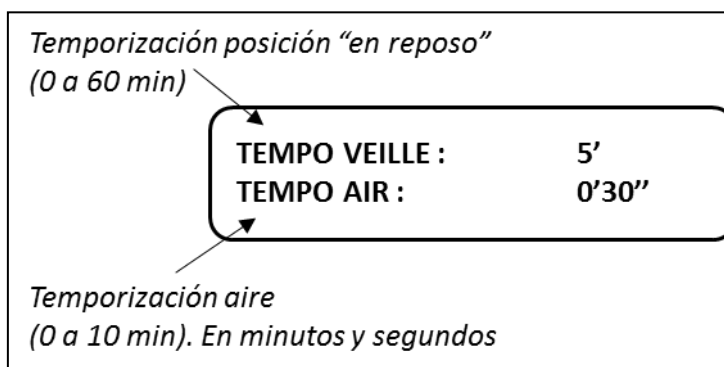 Temporización posición “en reposo”
(0 a 60 min)
TEMPO VEILLE : 5’
TEMPO AIR : 0’30’’
Temporización aire
(0 a 10 min). En minutos y segundos